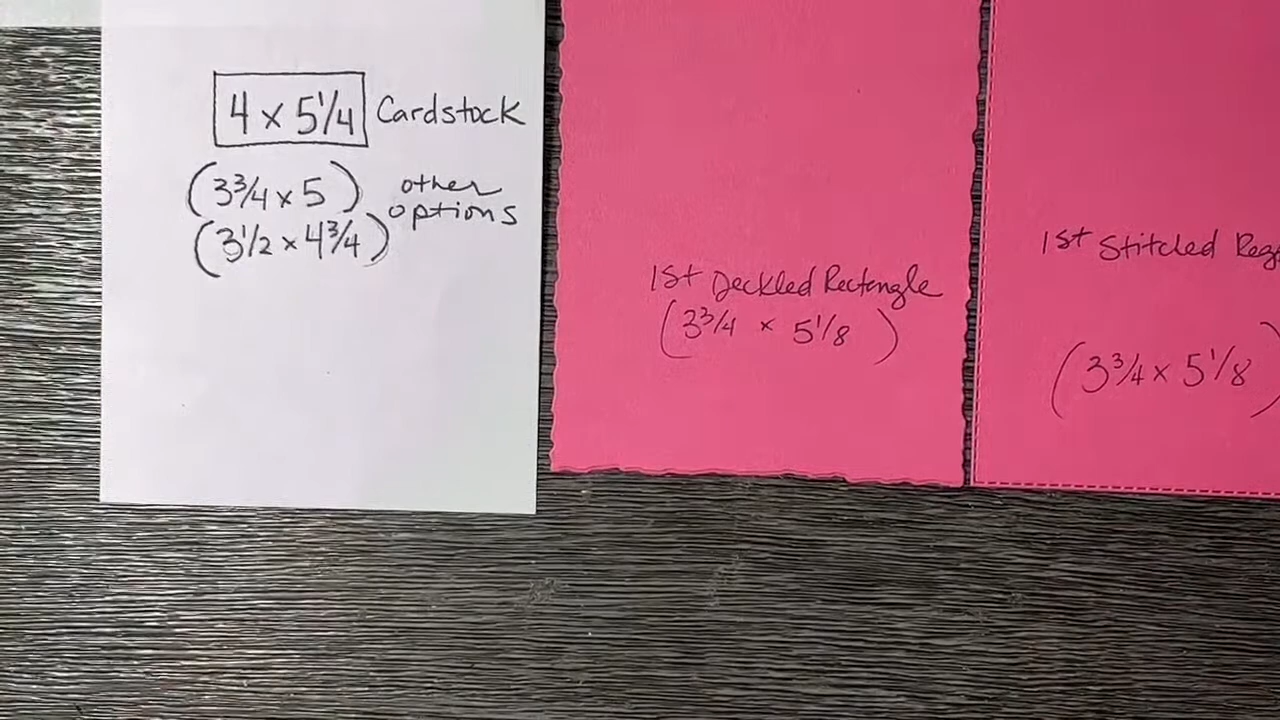 4 x 5 1/4 Cardstock
(3 3/4 x 5) other
options
(3 1/2 x 4 3/4)
1st Deckled Rectangle
(3 3/4 x 5 1/8)
1st Stitched
(3 3/4 x 5 1/8)